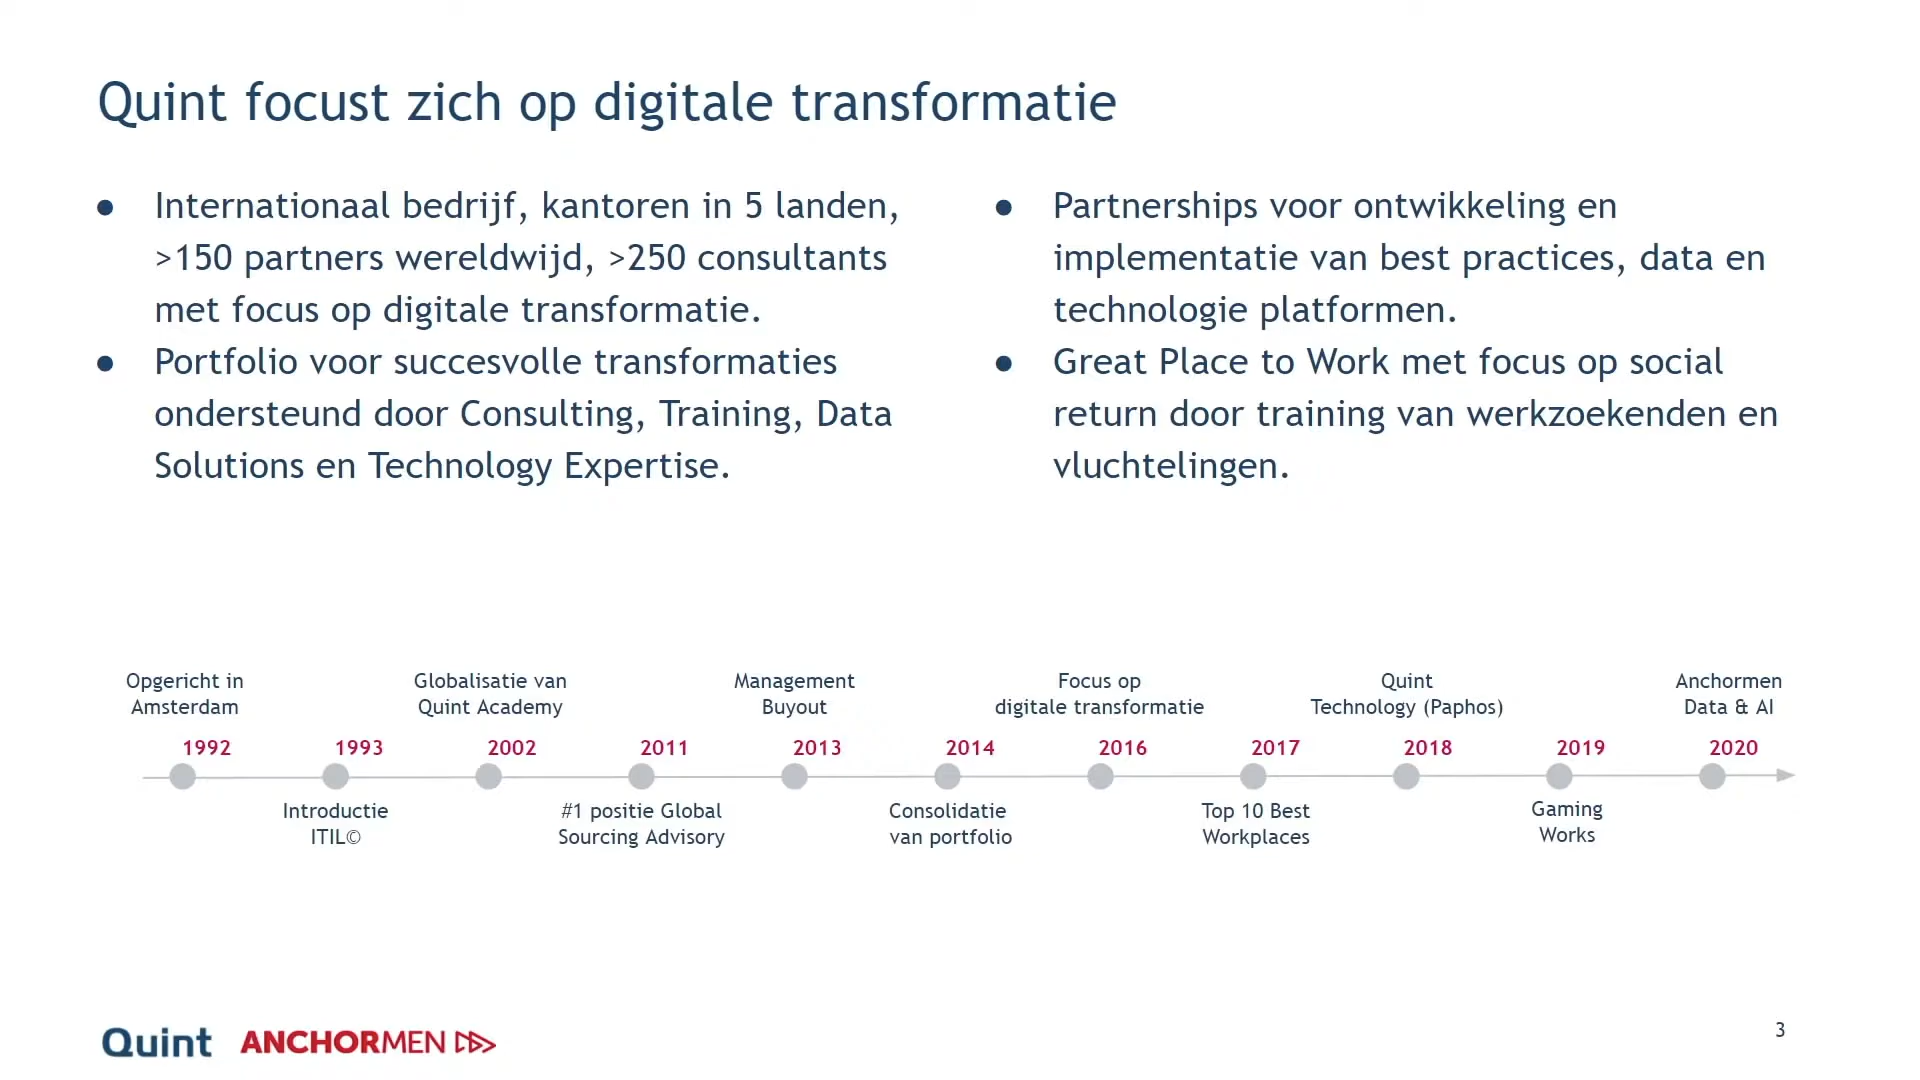 Quint focust zich op digitale transformatie
● Internationaal bedrijf, kantoren in 5 landen,
>150 partners wereldwijd, >250 consultants
met focus op digitale transformatie.
● Portfolio voor succesvolle transformaties
ondersteund door Consulting, Training, Data
Solutions en Technology Expertise.
● Partnerships voor ontwikkeling en
implementatie van best practices, data en
technologie platformen.
● Great Place to Work met focus op social
return door training van werkzoekenden en
vluchtelingen.
Opgericht in
Amsterdam
1992
1993
Introductie
ITIL©
Globalisatie van
Quint Academy
2002
2011
#1 positie Global
Sourcing Advisory
Management
Buyout
2013
2014
Consolidatie
van portfolio
Focus op
digitale transformatie
2016
2017
Top 10 Best
Workplaces
Quint
Technology (Paphos)
2018
2019
Gaming
Works
Anchormen
Data & AI
2020
Quint
ANCHORMEN
3